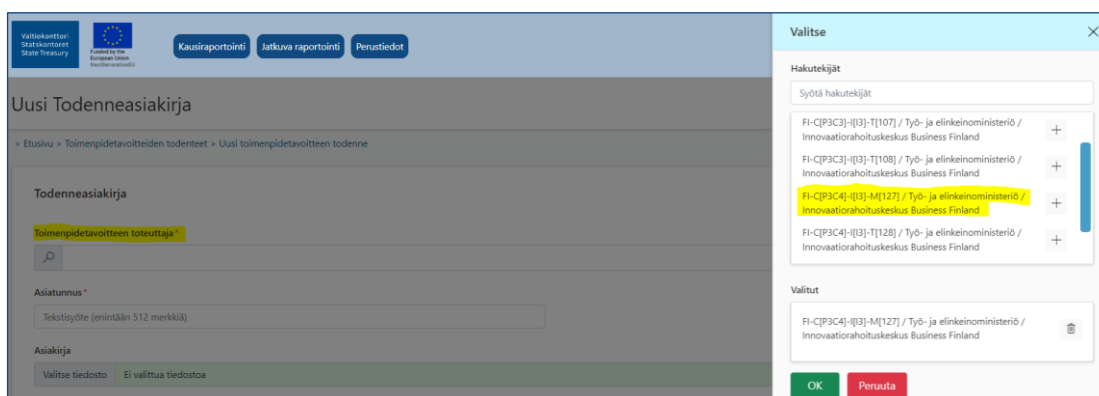 Valtiokonttori
Statskontoret
State Treasury
Funded by the
European Union
NextGenerationEU
Kausiraportointi
Jatkuva raportointi
Perustiedot
Uusi Todenneasiakirja
> Etusivu > Toimenpidetavoitteiden todenteet > Uusi toimenpidetavoitteen todenne
Todenneasiakirja
Toimenpidetavoitteen toteuttaja *
Asiatunnus *
Tekstisyöte (enintään 512 merkkiä)
Asiakirja
Valitse tiedosto Ei valittua tiedostoa
Valitse
Hakutekijät
Syötä hakutekijät
FI-C[P3C3]-I[I3]-T[107] / Työ- ja elinkeinoministeriö /
Innovaatiorahoituskeskus Business Finland
FI-C[P3C3]-I[I3]-T[108] / Työ- ja elinkeinoministeriö /
Innovaatiorahoituskeskus Business Finland
FI-C[P3C4]-I[I3]-M[127] / Työ- ja elinkeinoministeriö /
Innovaatiorahoituskeskus Business Finland
FI-C[P3C4]-I[I3]-T[128] / Työ- ja elinkeinoministeriö /
Innovaatiorahoituskeskus Business Finland
Valitut
FI-C[P3C4]-I[I3]-M[127] / Työ- ja elinkeinoministeriö /
Innovaatiorahoituskeskus Business Finland
OK
Peruuta